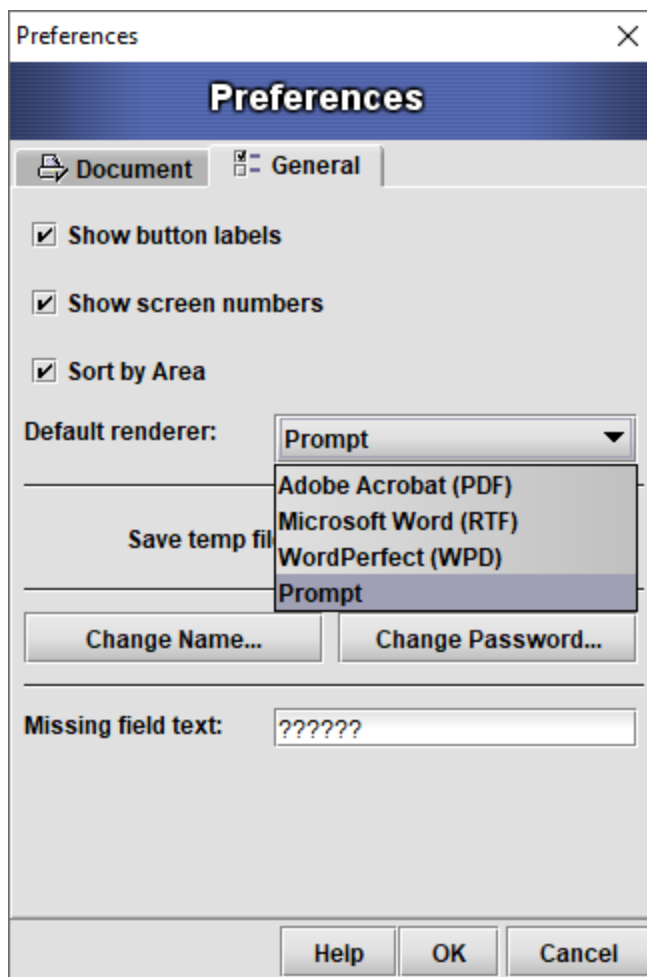 Preferences
Preferences
Document General
Show button labels
Show screen numbers
Sort by Area
Default renderer: Prompt
Adobe Acrobat (PDF)
Microsoft Word (RTF)
Save temp
WordPerfect (WPD)
Prompt
Change Name... Change Password...
Missing field text: ??????
Help OK Cancel